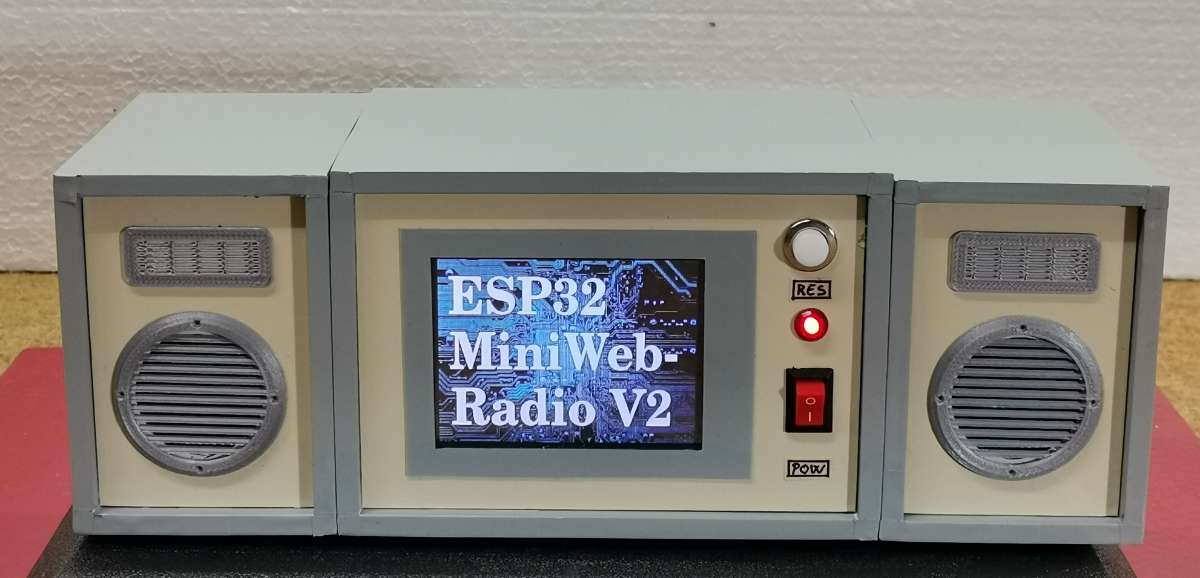 ESP32
MiniWeb-
Radio V2
RES
O
I
POW